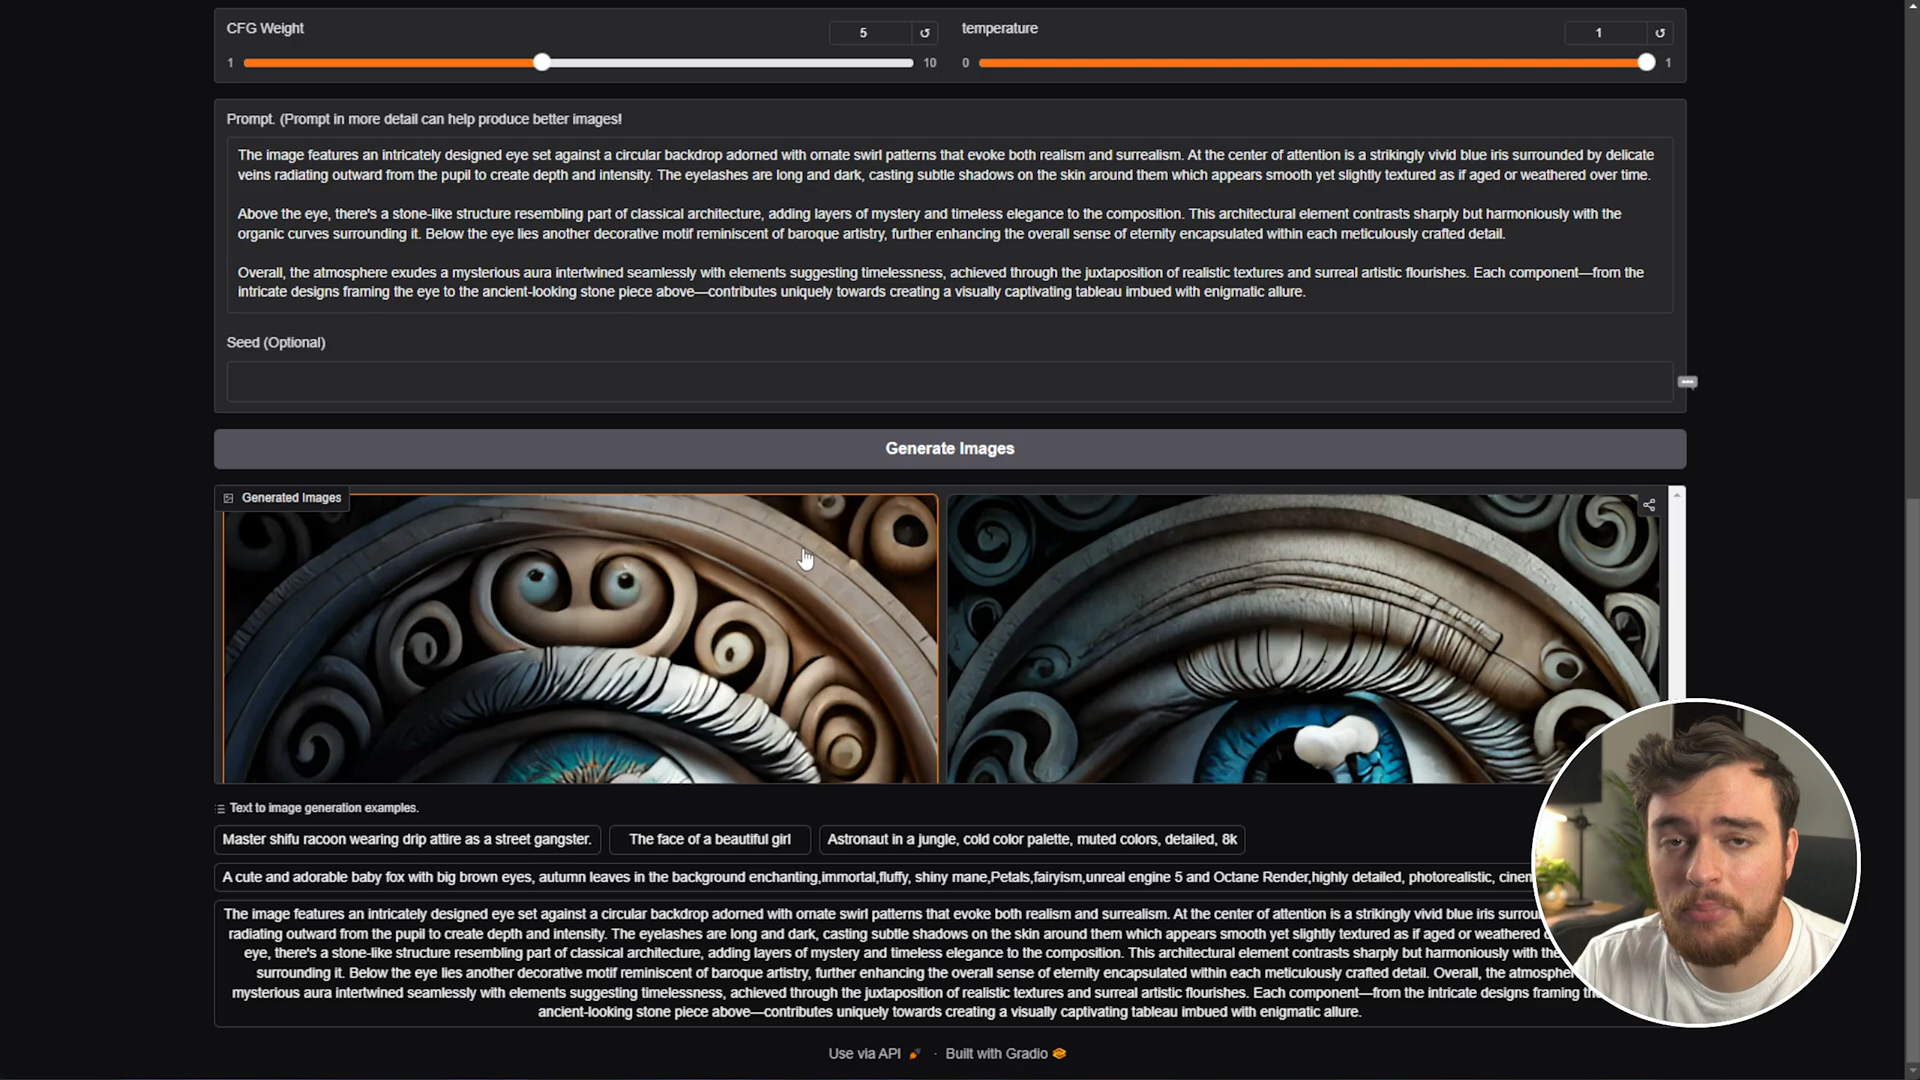 CFG Weight
5
temperature
1
1
10
0
1
Prompt. (Prompt in more detail can help produce better images!
The image features an intricately designed eye set against a circular backdrop adorned with ornate swirl patterns that evoke both realism and surrealism. At the center of attention is a strikingly vivid blue iris surrounded by delicate
veins radiating outward from the pupil to create depth and intensity. The eyelashes are long and dark, casting subtle shadows on the skin around them which appears smooth yet slightly textured as if aged or weathered over time.
Above the eye, there's a stone-like structure resembling part of classical architecture, adding layers of mystery and timeless elegance to the composition. This architectural element contrasts sharply but harmoniously with the
organic curves surrounding it. Below the eye lies another decorative motif reminiscent of baroque artistry, further enhancing the overall sense of eternity encapsulated within each meticulously crafted detail.
Overall, the atmosphere exudes a mysterious aura intertwined seamlessly with elements suggesting timelessness, achieved through the juxtaposition of realistic textures and surreal artistic flourishes. Each component—from the
intricate designs framing the eye to the ancient-looking stone piece above—contributes uniquely towards creating a visually captivating tableau imbued with enigmatic allure.
Seed (Optional)
Generate Images
Generated Images
Text to image generation examples.
Master shifu racoon wearing drip attire as a street gangster.
The face of a beautiful girl
Astronaut in a jungle, cold color palette, muted colors, detailed, 8k
A cute and adorable baby fox with big brown eyes, autumn leaves in the background enchanting,immortal,fluffy, shiny mane,Petals,fairyism,unreal engine 5 and Octane Render,highly detailed, photorealistic,
The image features an intricately designed eye set against a circular backdrop adorned with ornate swirl patterns that evoke both realism and surrealism. At the center of attention is a strikingly vivid blue iris
radiating outward from the pupil to create depth and intensity. The eyelashes are long and dark, casting subtle shadows on the skin around them which appears smooth yet slightly textured as if aged or weathered
eye, there's a stone-like structure resembling part of classical architecture, adding layers of mystery and timeless elegance to the composition. This architectural element contrasts sharply but harmoniously with the
surrounding it. Below the eye lies another decorative motif reminiscent of baroque artistry, further enhancing the overall sense of eternity encapsulated within each meticulously crafted detail. Overall, the
mysterious aura intertwined seamlessly with elements suggesting timelessness, achieved through the juxtaposition of realistic textures and surreal artistic flourishes. Each component—from the intricate designs framing
ancient-looking stone piece above—contributes uniquely towards creating a visually captivating tableau imbued with enigmatic allure.
Use via API · Built with Gradio